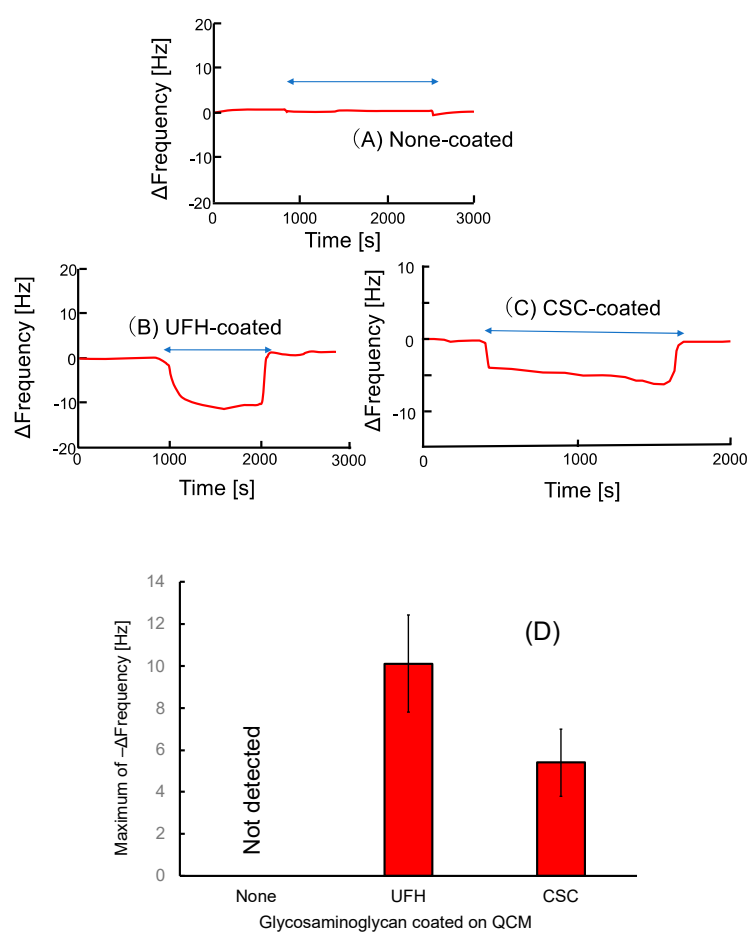 20
10
0
-10
-20
ΔFrequency [Hz]
(A) None-coated
0
1000
2000
3000
Time [s]
20
10
0
-10
-20
ΔFrequency [Hz]
(B) UFH-coated
0
1000
2000
3000
Time [s]
10
0
-5
ΔFrequency [Hz]
(C) CSC-coated
0
1000
2000
Time [s]
14
12
10
8
6
4
2
0
Maximum of –ΔFrequency [Hz]
(D)
Not detected
None
UFH
CSC
Glycosaminoglycan coated on QCM